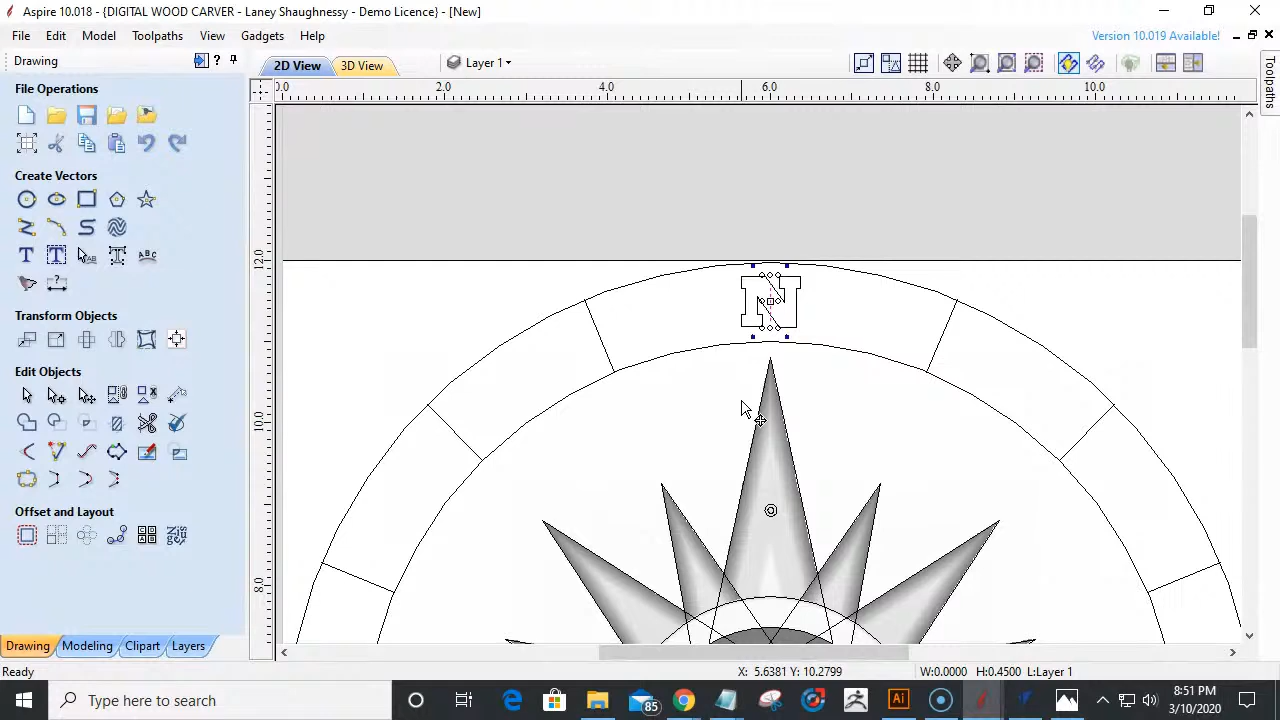 Aspire 10.018 - {DIGITAL WOOD CARVER - Laney Shaughnessy - Demo Licence} - [New]
File Edit Model Toolpaths View Gadgets Help
Version 10.019 Available!
Drawing
2D View
3D View
Layer 1
Toolpaths
File Operations
0.0 2.0 4.0 6.0 8.0 10.0
Create Vectors
12.0
N
Transform Objects
Edit Objects
10.0
Offset and Layout
8.0
Drawing Modeling Clipart Layers
Ready
X: 5.6381 Y: 10.2799
W:0.0000 H:0.4500 L:Layer 1
Type here to search
85
Ai
8:51 PM
3/10/2020